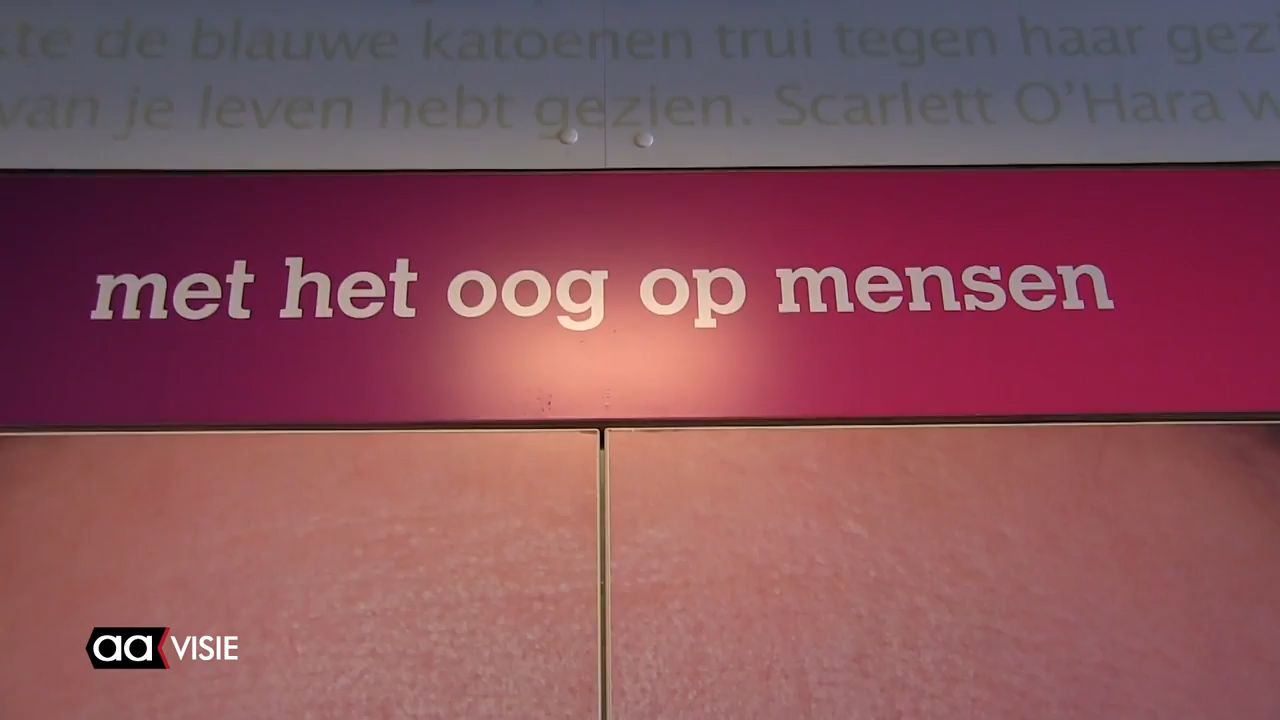 de blauwe katoenen trui tegen haar
van je leven hebt gezien. Scarlett O'Hara
met het oog op mensen
aa VISIE